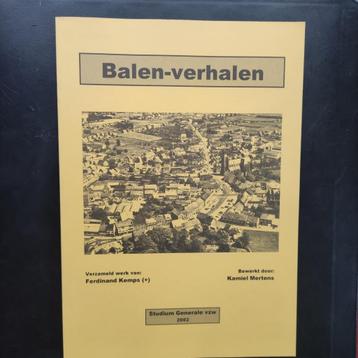 Balen-verhalen
Verzameld werk van:
Ferdinand Kemps (+)
Bewerkt door:
Kamiel Mertens
Studium Generale vzw
2002